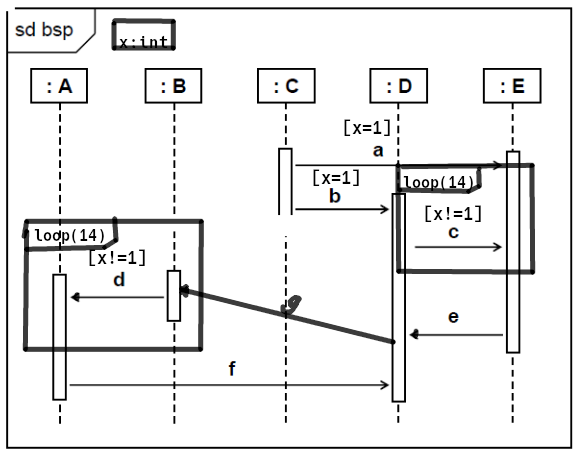 sd bsp
x:int
: A
: B
: C
: D
: E
[x=1]
a
[x=1]
loop(14)
b
[x!=1]
c
loop(14)
[x!=1]
d
g
e
f